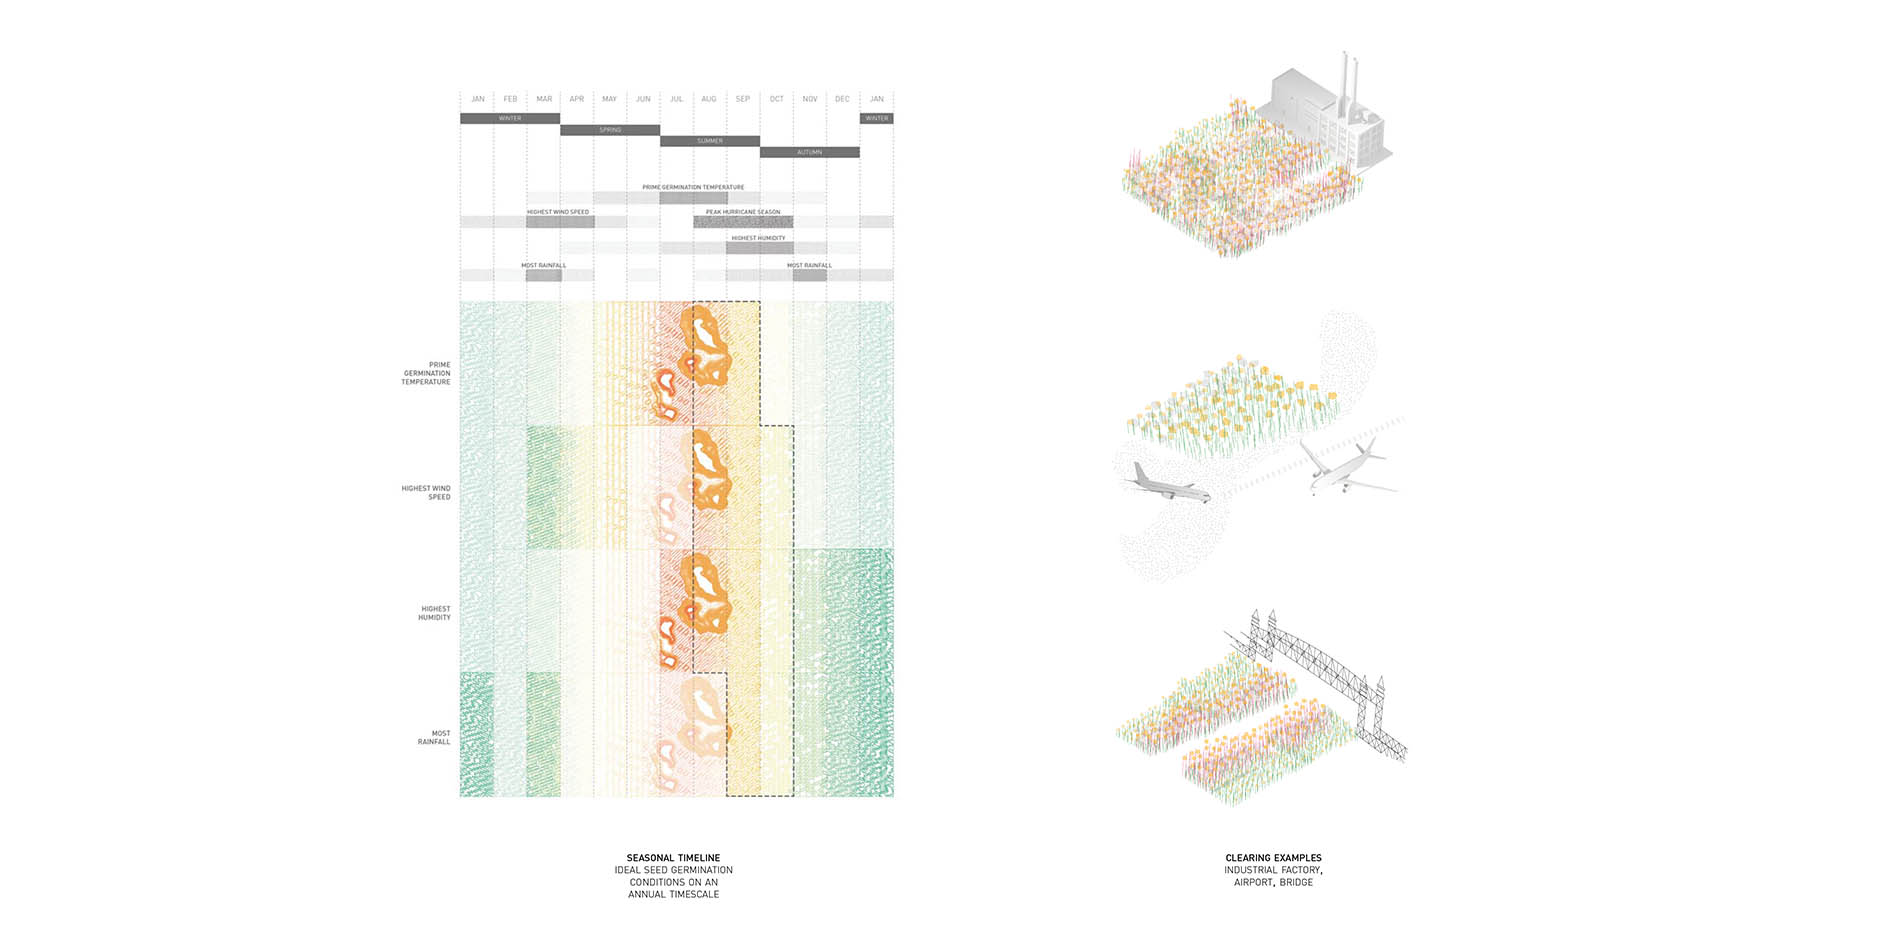 JAN FEB MAR APR MAY JUN JUL AUG SEP OCT NOV DEC JAN
WINTER WINTER
SPRING
SUMMER
AUTUMN
PRIME GERMINATION TEMPERATURE
HIGHEST WIND SPEED PEAK HURRICANE SEASON
HIGHEST HUMIDITY
MOST RAINFALL MOST RAINFALL
PRIME
GERMINATION
TEMPERATURE
HIGHEST WIND
SPEED
HIGHEST
HUMIDITY
MOST
RAINFALL
SEASONAL TIMELINE
IDEAL SEED GERMINATION
CONDITIONS ON AN
ANNUAL TIMESCALE
CLEARING EXAMPLES
INDUSTRIAL FACTORY,
AIRPORT, BRIDGE